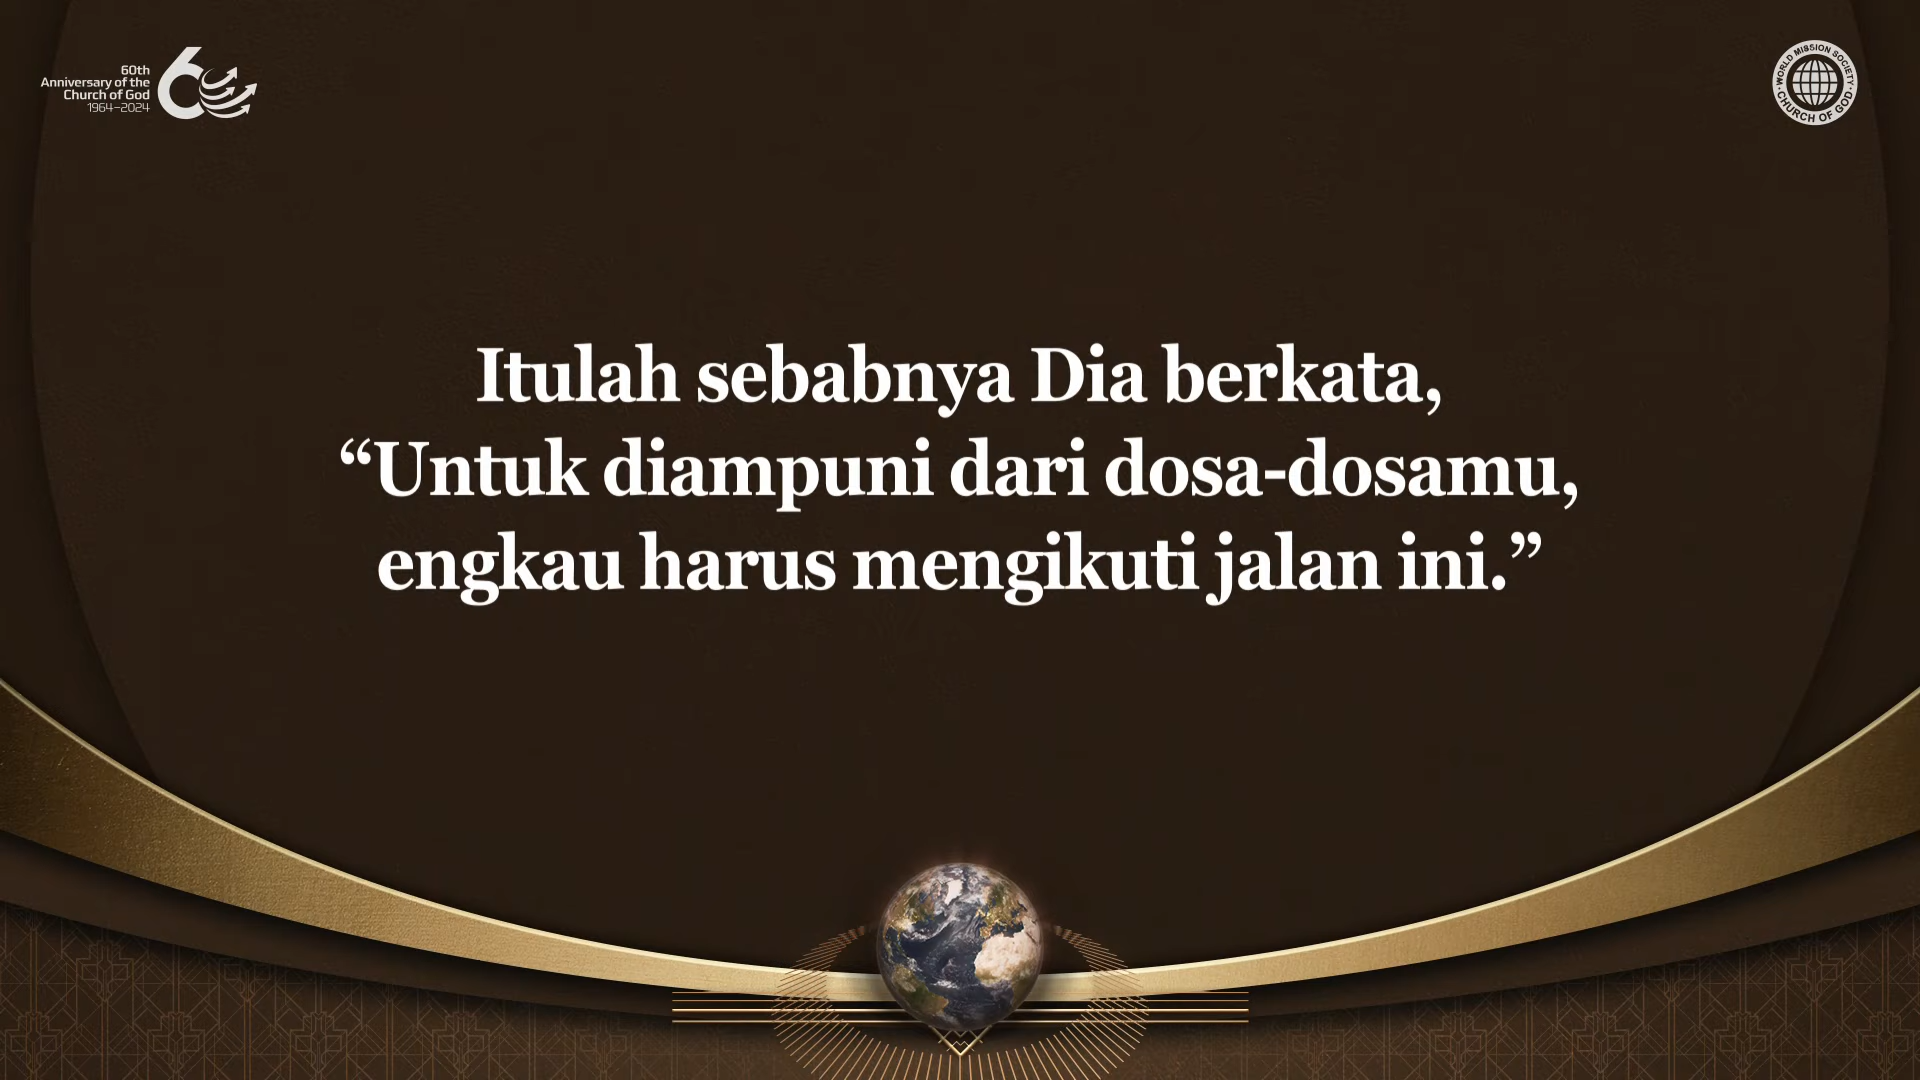 60th
Anniversary of the
Church of God
1964–2024
60
WORLD MISSION SOCIETY
CHURCH OF GOD
Itulah sebabnya Dia berkata,
“Untuk diampuni dari dosa-dosamu,
engkau harus mengikuti jalan ini.”